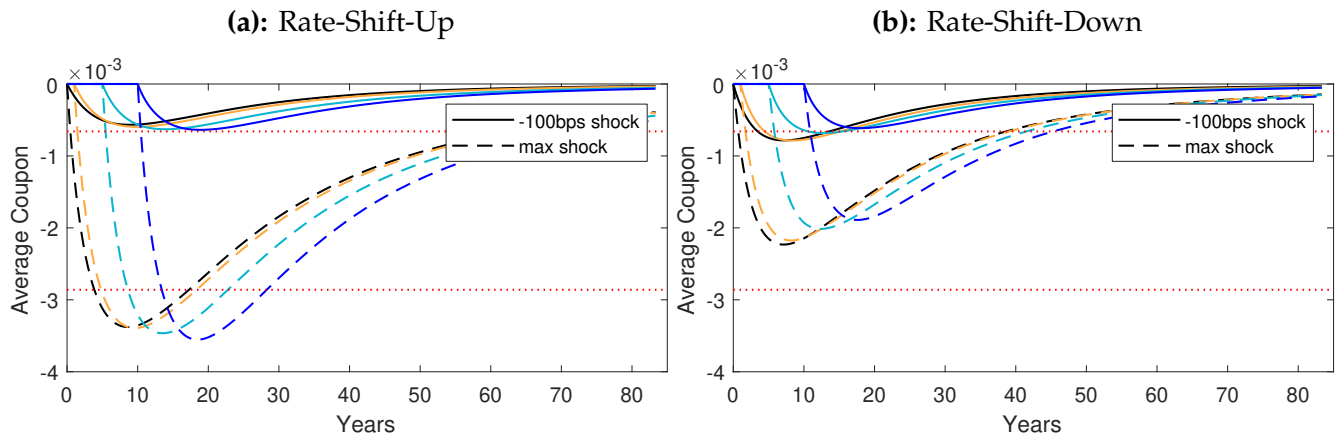 (a): Rate-Shift-Up
×10⁻³
0
-1
-2
-3
-4
Average Coupon
0 10 20 30 40 50 60 70 80
Years
-100bps shock
max shock
(b): Rate-Shift-Down
×10⁻³
0
-1
-2
-3
-4
Average Coupon
0 10 20 30 40 50 60 70 80
Years
-100bps shock
max shock